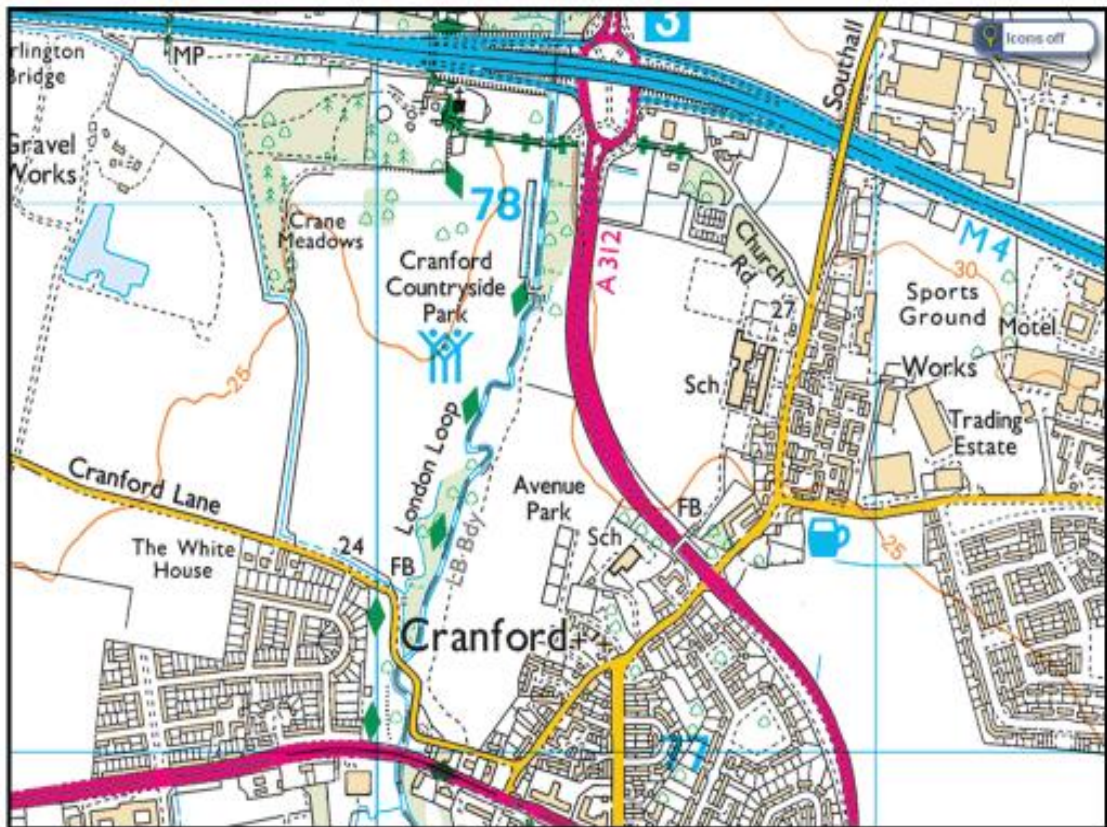 3
Icons off
MP
rlington
Bridge
Southall
Gravel
Works
78
Crane
Meadows
A312
Church
Rd
M4
Cranford
Countryside
Park
30
Sports
Ground
Motel
27
25
Sch
Works
Trading
Estate
London Loop
Cranford Lane
Avenue
Park
FB
Sch
25
The White
House
24
FB
LB Bdy
Cranford
77